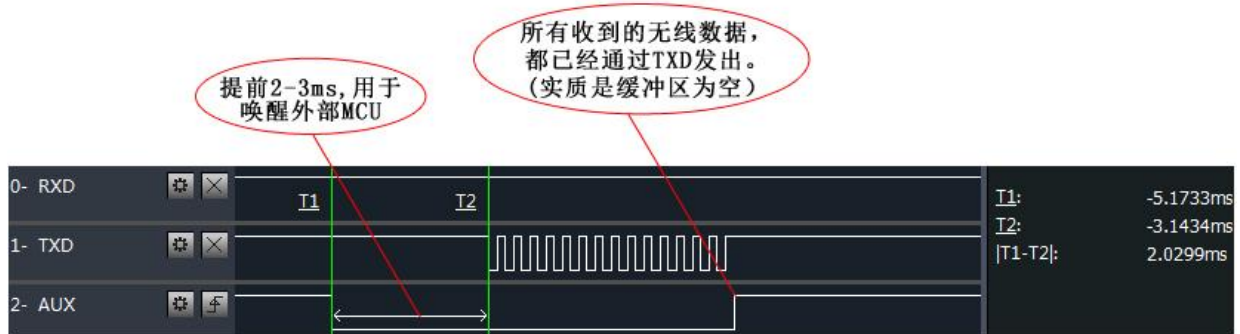 所有收到的无线数据，
都已经通过TXD发出。
(实质是缓冲区为空)
提前2-3ms,用于
唤醒外部MCU
0- RXD
T1
T2
1- TXD
2- AUX
T1: -5.1733ms
T2: -3.1434ms
|T1-T2|: 2.0299ms